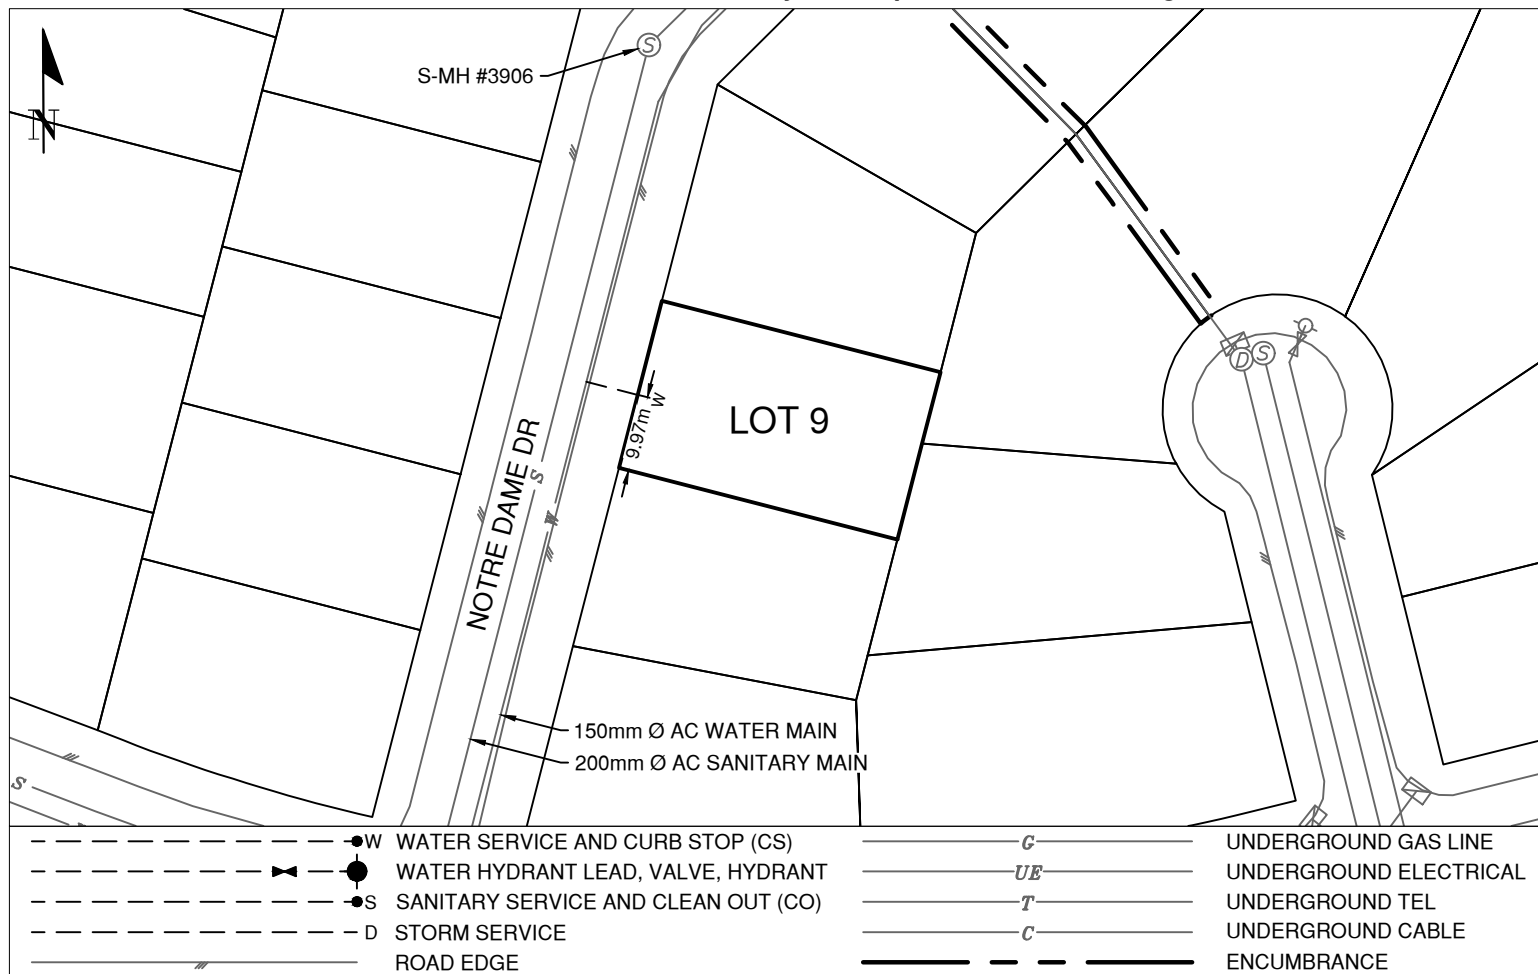 S-MH #3906
S
N
D
S
LOT 9
9.97m
W
NOTRE DAME DR
S
W
150mm Ø AC WATER MAIN
200mm Ø AC SANITARY MAIN
S
W WATER SERVICE AND CURB STOP (CS)
WATER HYDRANT LEAD, VALVE, HYDRANT
S SANITARY SERVICE AND CLEAN OUT (CO)
D STORM SERVICE
ROAD EDGE
G UNDERGROUND GAS LINE
UE UNDERGROUND ELECTRICAL
T UNDERGROUND TEL
C UNDERGROUND CABLE
ENCUMBRANCE